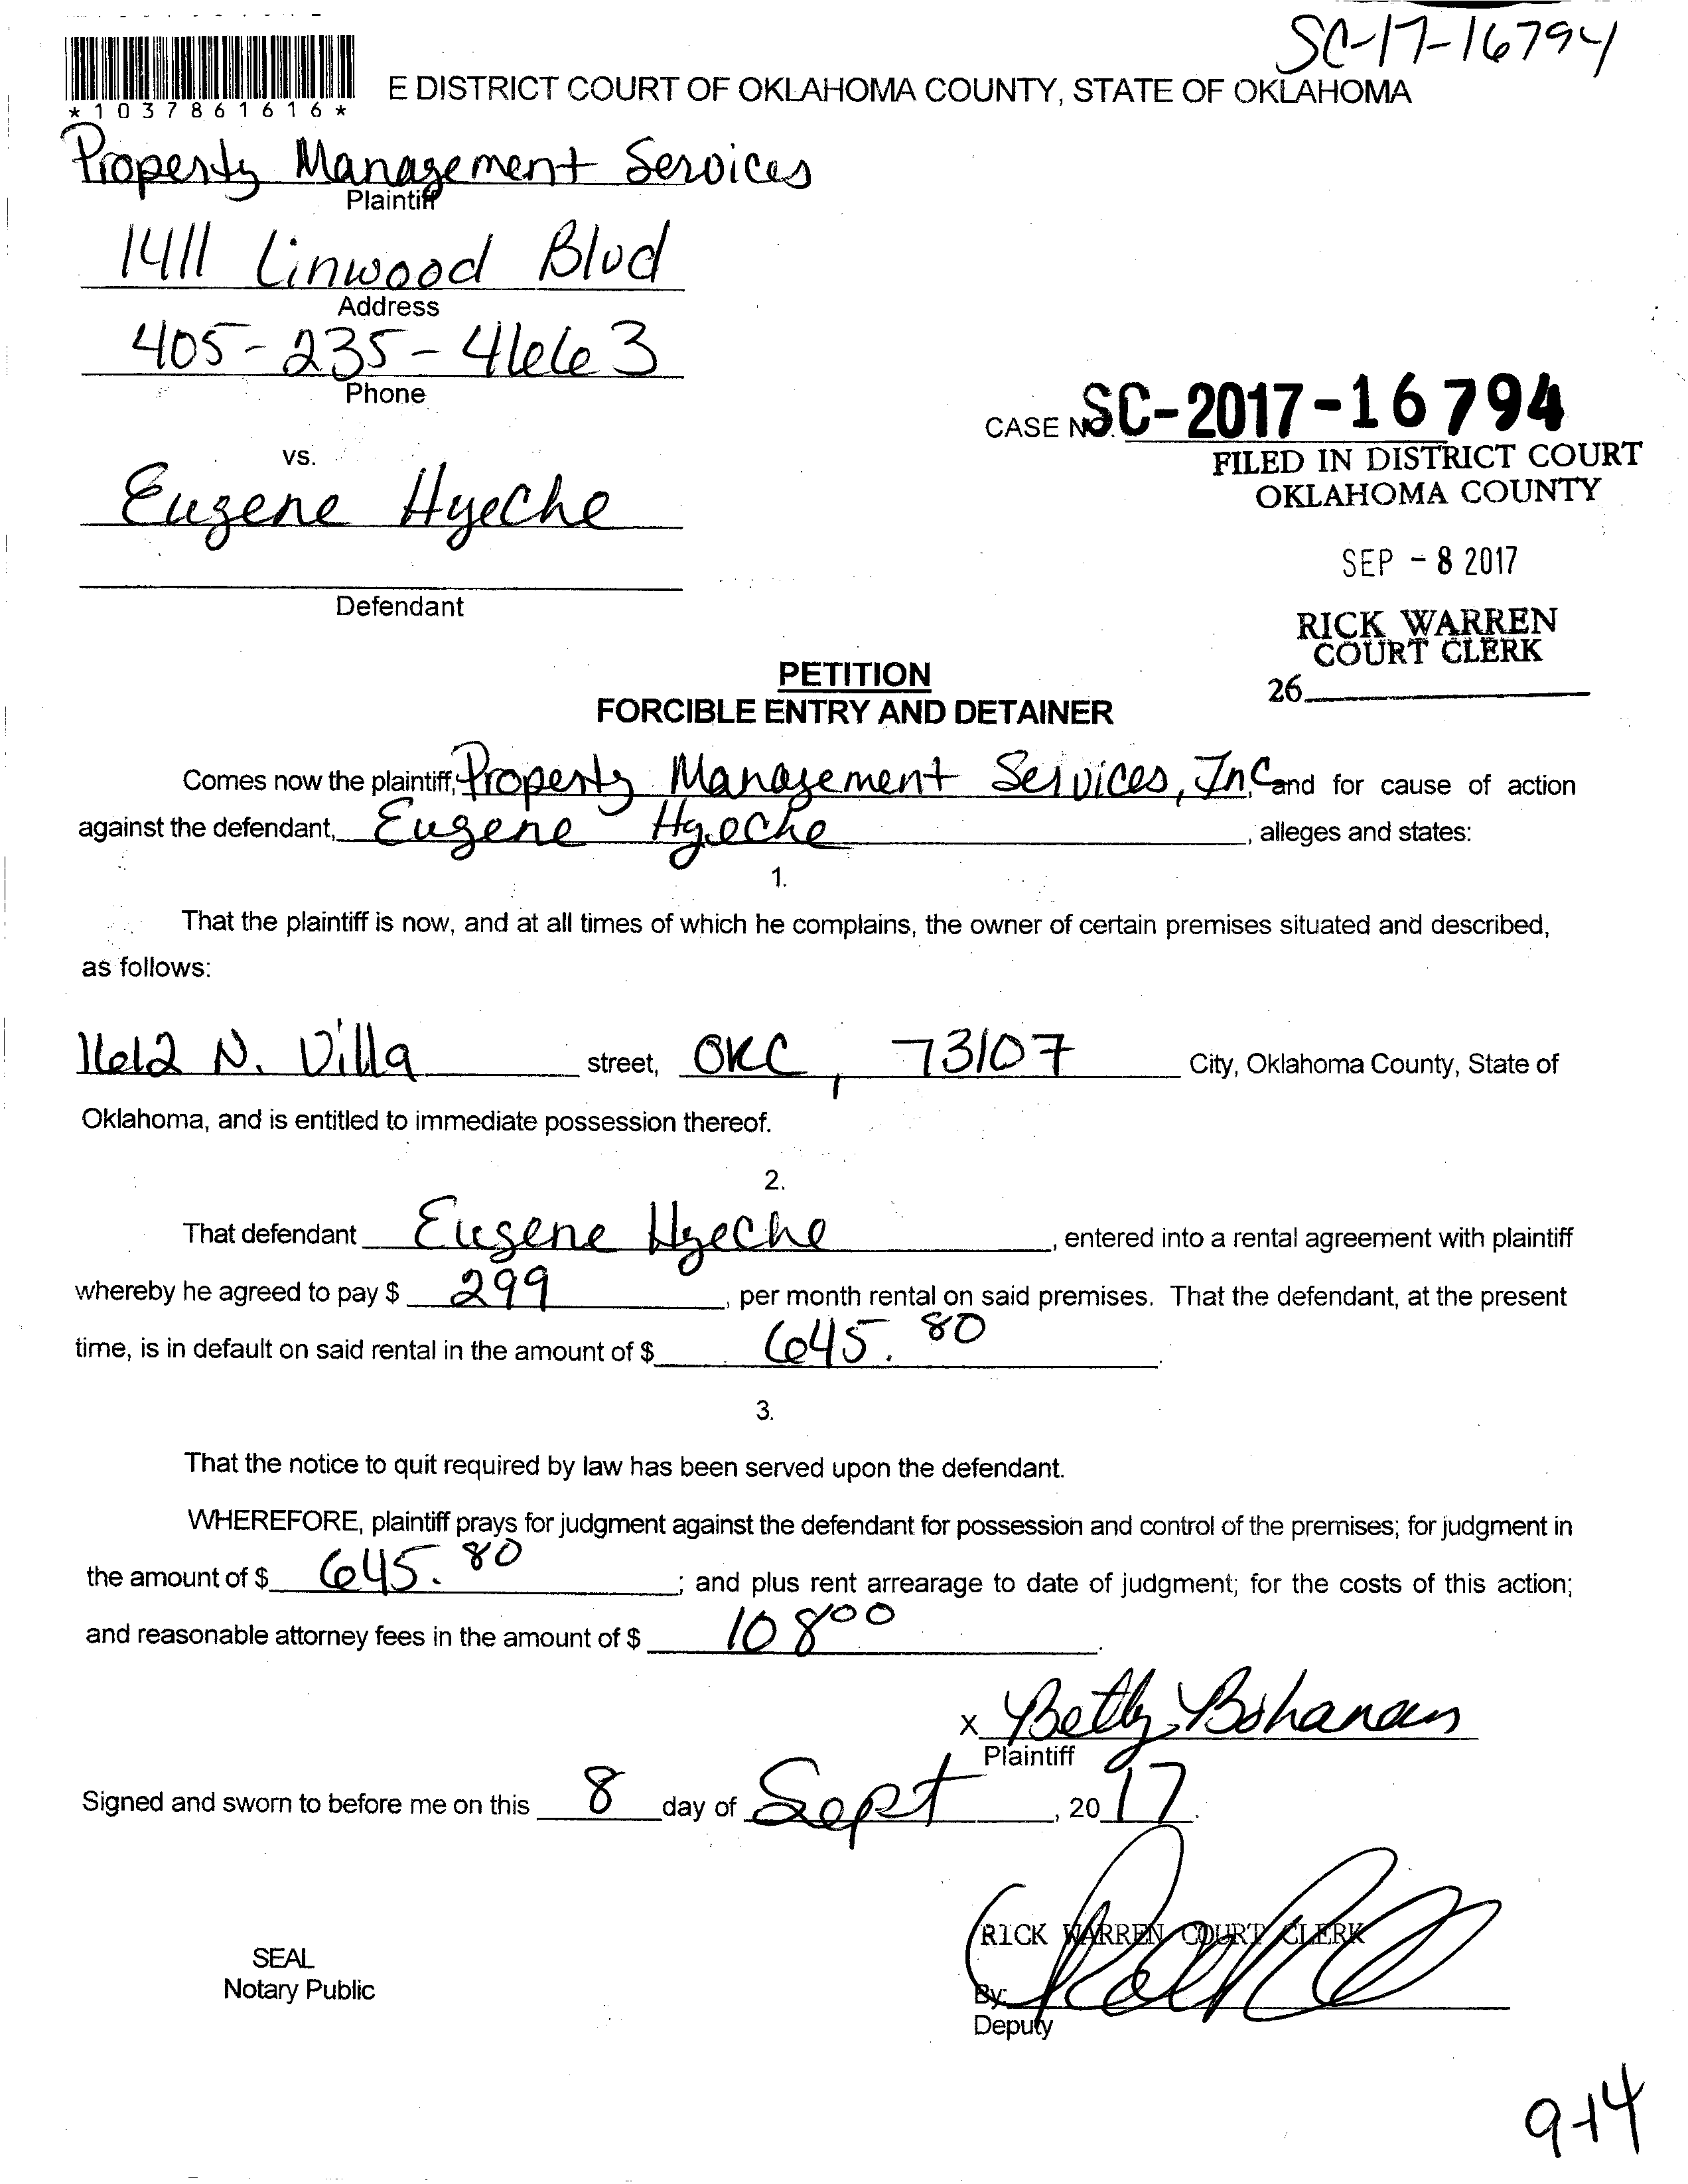 SC-17-16794
*1037861616*
E DISTRICT COURT OF OKLAHOMA COUNTY, STATE OF OKLAHOMA
Property Management Services
Plaintiff
1411 Linwood Blvd
Address
405-235-4663
Phone
CASE NO. SC-2017-16794
vs.
FILED IN DISTRICT COURT
OKLAHOMA COUNTY
Eugene Hyeche
SEP - 8 2017
Defendant
RICK WARREN
COURT CLERK
26
PETITION
FORCIBLE ENTRY AND DETAINER
Comes now the plaintiff, Property Management Services, Inc, and for cause of action
against the defendant, Eugene Hyeche, alleges and states:
1.
That the plaintiff is now, and at all times of which he complains, the owner of certain premises situated and described,
as follows:
1612 N. Villa street, OKC, 73107 City, Oklahoma County, State of
Oklahoma, and is entitled to immediate possession thereof.
2.
That defendant Eugene Hyeche, entered into a rental agreement with plaintiff
whereby he agreed to pay $ 299, per month rental on said premises. That the defendant, at the present
time, is in default on said rental in the amount of $ 645.80.
3.
That the notice to quit required by law has been served upon the defendant.
WHEREFORE, plaintiff prays for judgment against the defendant for possession and control of the premises; for judgment in
the amount of $ 645.80; and plus rent arrearage to date of judgment; for the costs of this action;
and reasonable attorney fees in the amount of $ 108 00.
X Betty Bohanan
Plaintiff
Signed and sworn to before me on this 8 day of Sept, 2017.
RICK WARREN COURT CLERK
SEAL
Notary Public
By:
Deputy
9-14